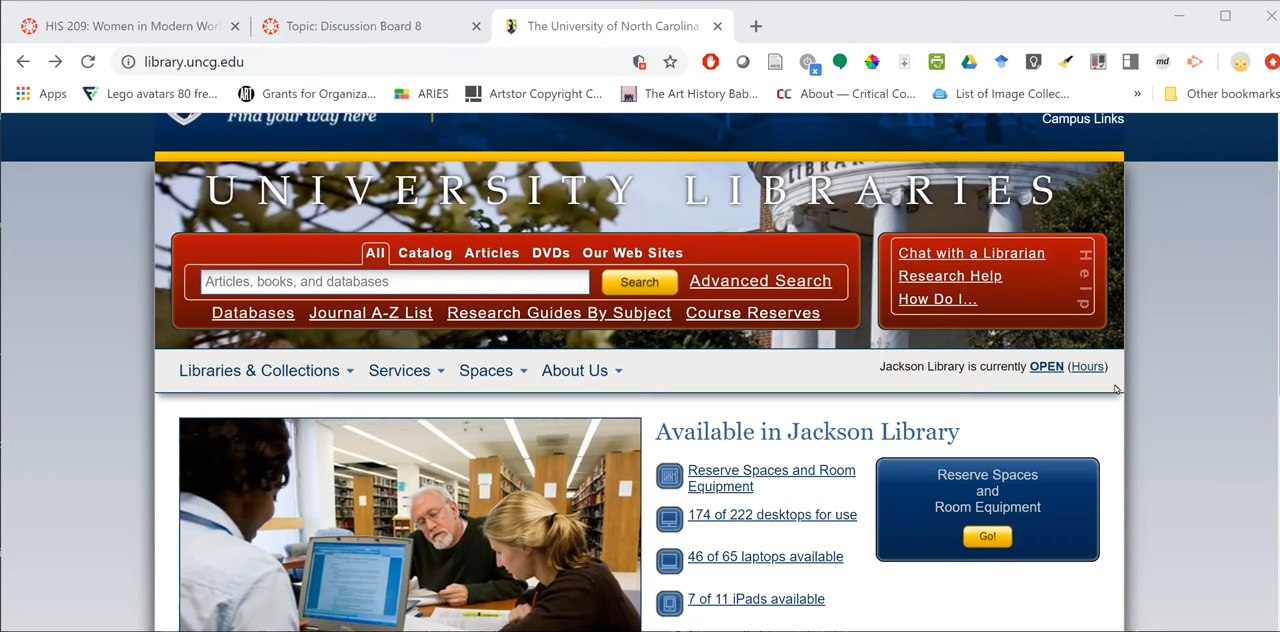 HIS 209: Women in Modern Worl
Topic: Discussion Board 8
The University of North Carolina
library.uncg.edu
Apps
Lego avatars 80 fre...
Grants for Organiza...
ARIES
Artstor Copyright C...
The Art History Bab...
CC About — Critical Co...
List of Image Collec...
»
Other bookmarks
Find your way here
Campus Links
UNIVERSITY LIBRARIES
All Catalog Articles DVDs Our Web Sites
Articles, books, and databases
Search
Advanced Search
Databases Journal A-Z List Research Guides By Subject Course Reserves
Chat with a Librarian
Research Help
How Do I...
Help
Libraries & Collections Services Spaces About Us
Jackson Library is currently OPEN (Hours)
Available in Jackson Library
Reserve Spaces and Room
Equipment
174 of 222 desktops for use
46 of 65 laptops available
7 of 11 iPads available
Reserve Spaces
and
Room Equipment
Go!